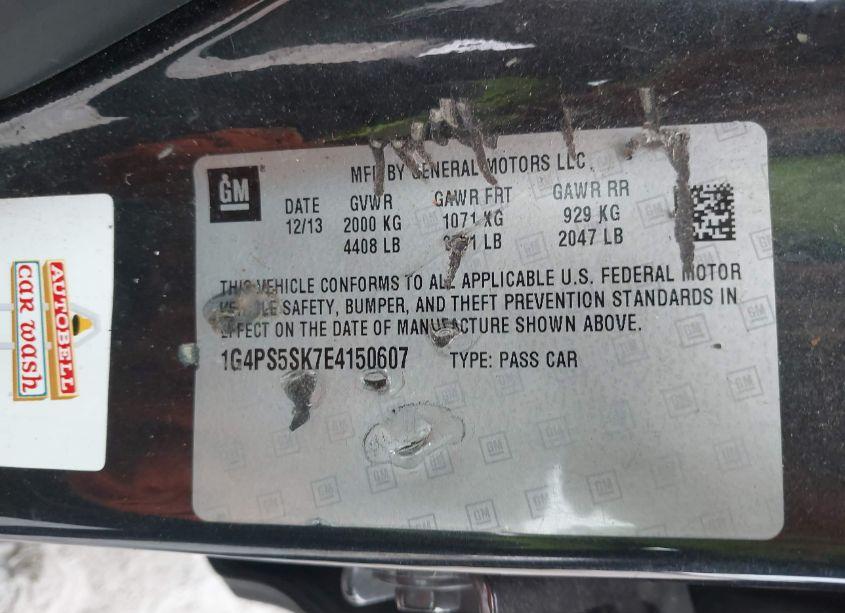 GM
MFD BY GENERAL MOTORS LLC
DATE GVWR GAWR FRT GAWR RR
12/13 2000 KG 1071 KG 929 KG
4408 LB LB 2047 LB
THIS VEHICLE CONFORMS TO ALL APPLICABLE U.S. FEDERAL MOTOR
VEHICLE SAFETY, BUMPER, AND THEFT PREVENTION STANDARDS IN
EFFECT ON THE DATE OF MANUFACTURE SHOWN ABOVE.
1G4PS5SK7E4150607 TYPE: PASS CAR
AUTOBELL
car wash